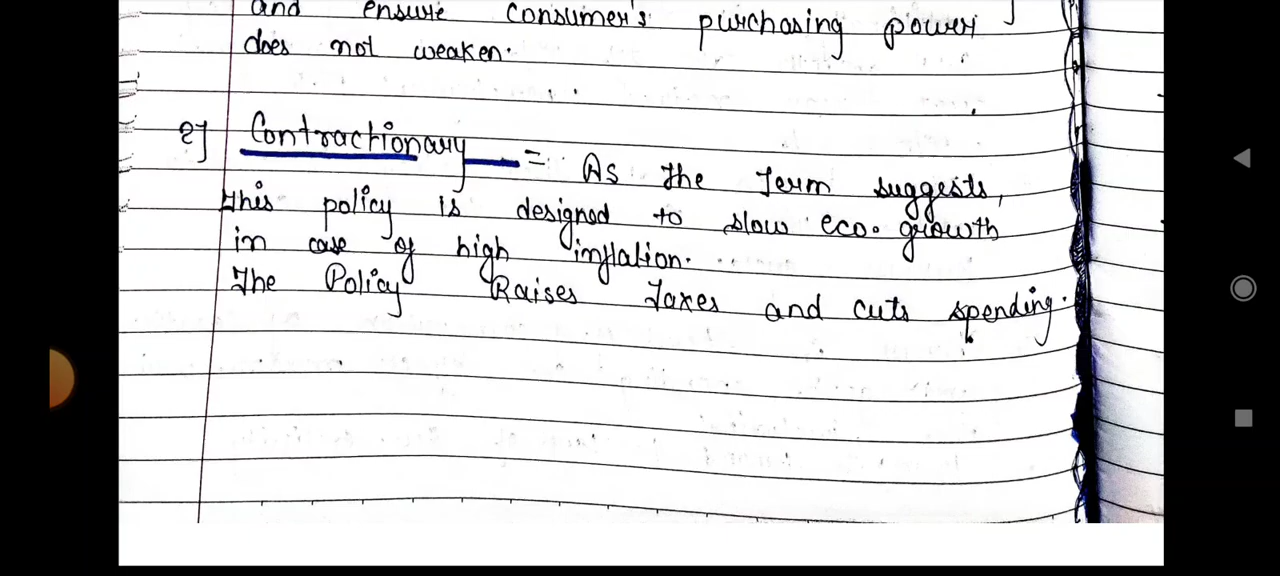 and ensure consumer's purchasing power
does not weaken.
2] Contractionary = As the Term suggests,
this policy is designed to slow eco. growth
in case of high inflation.
The Policy Raises Taxes and cuts spending.